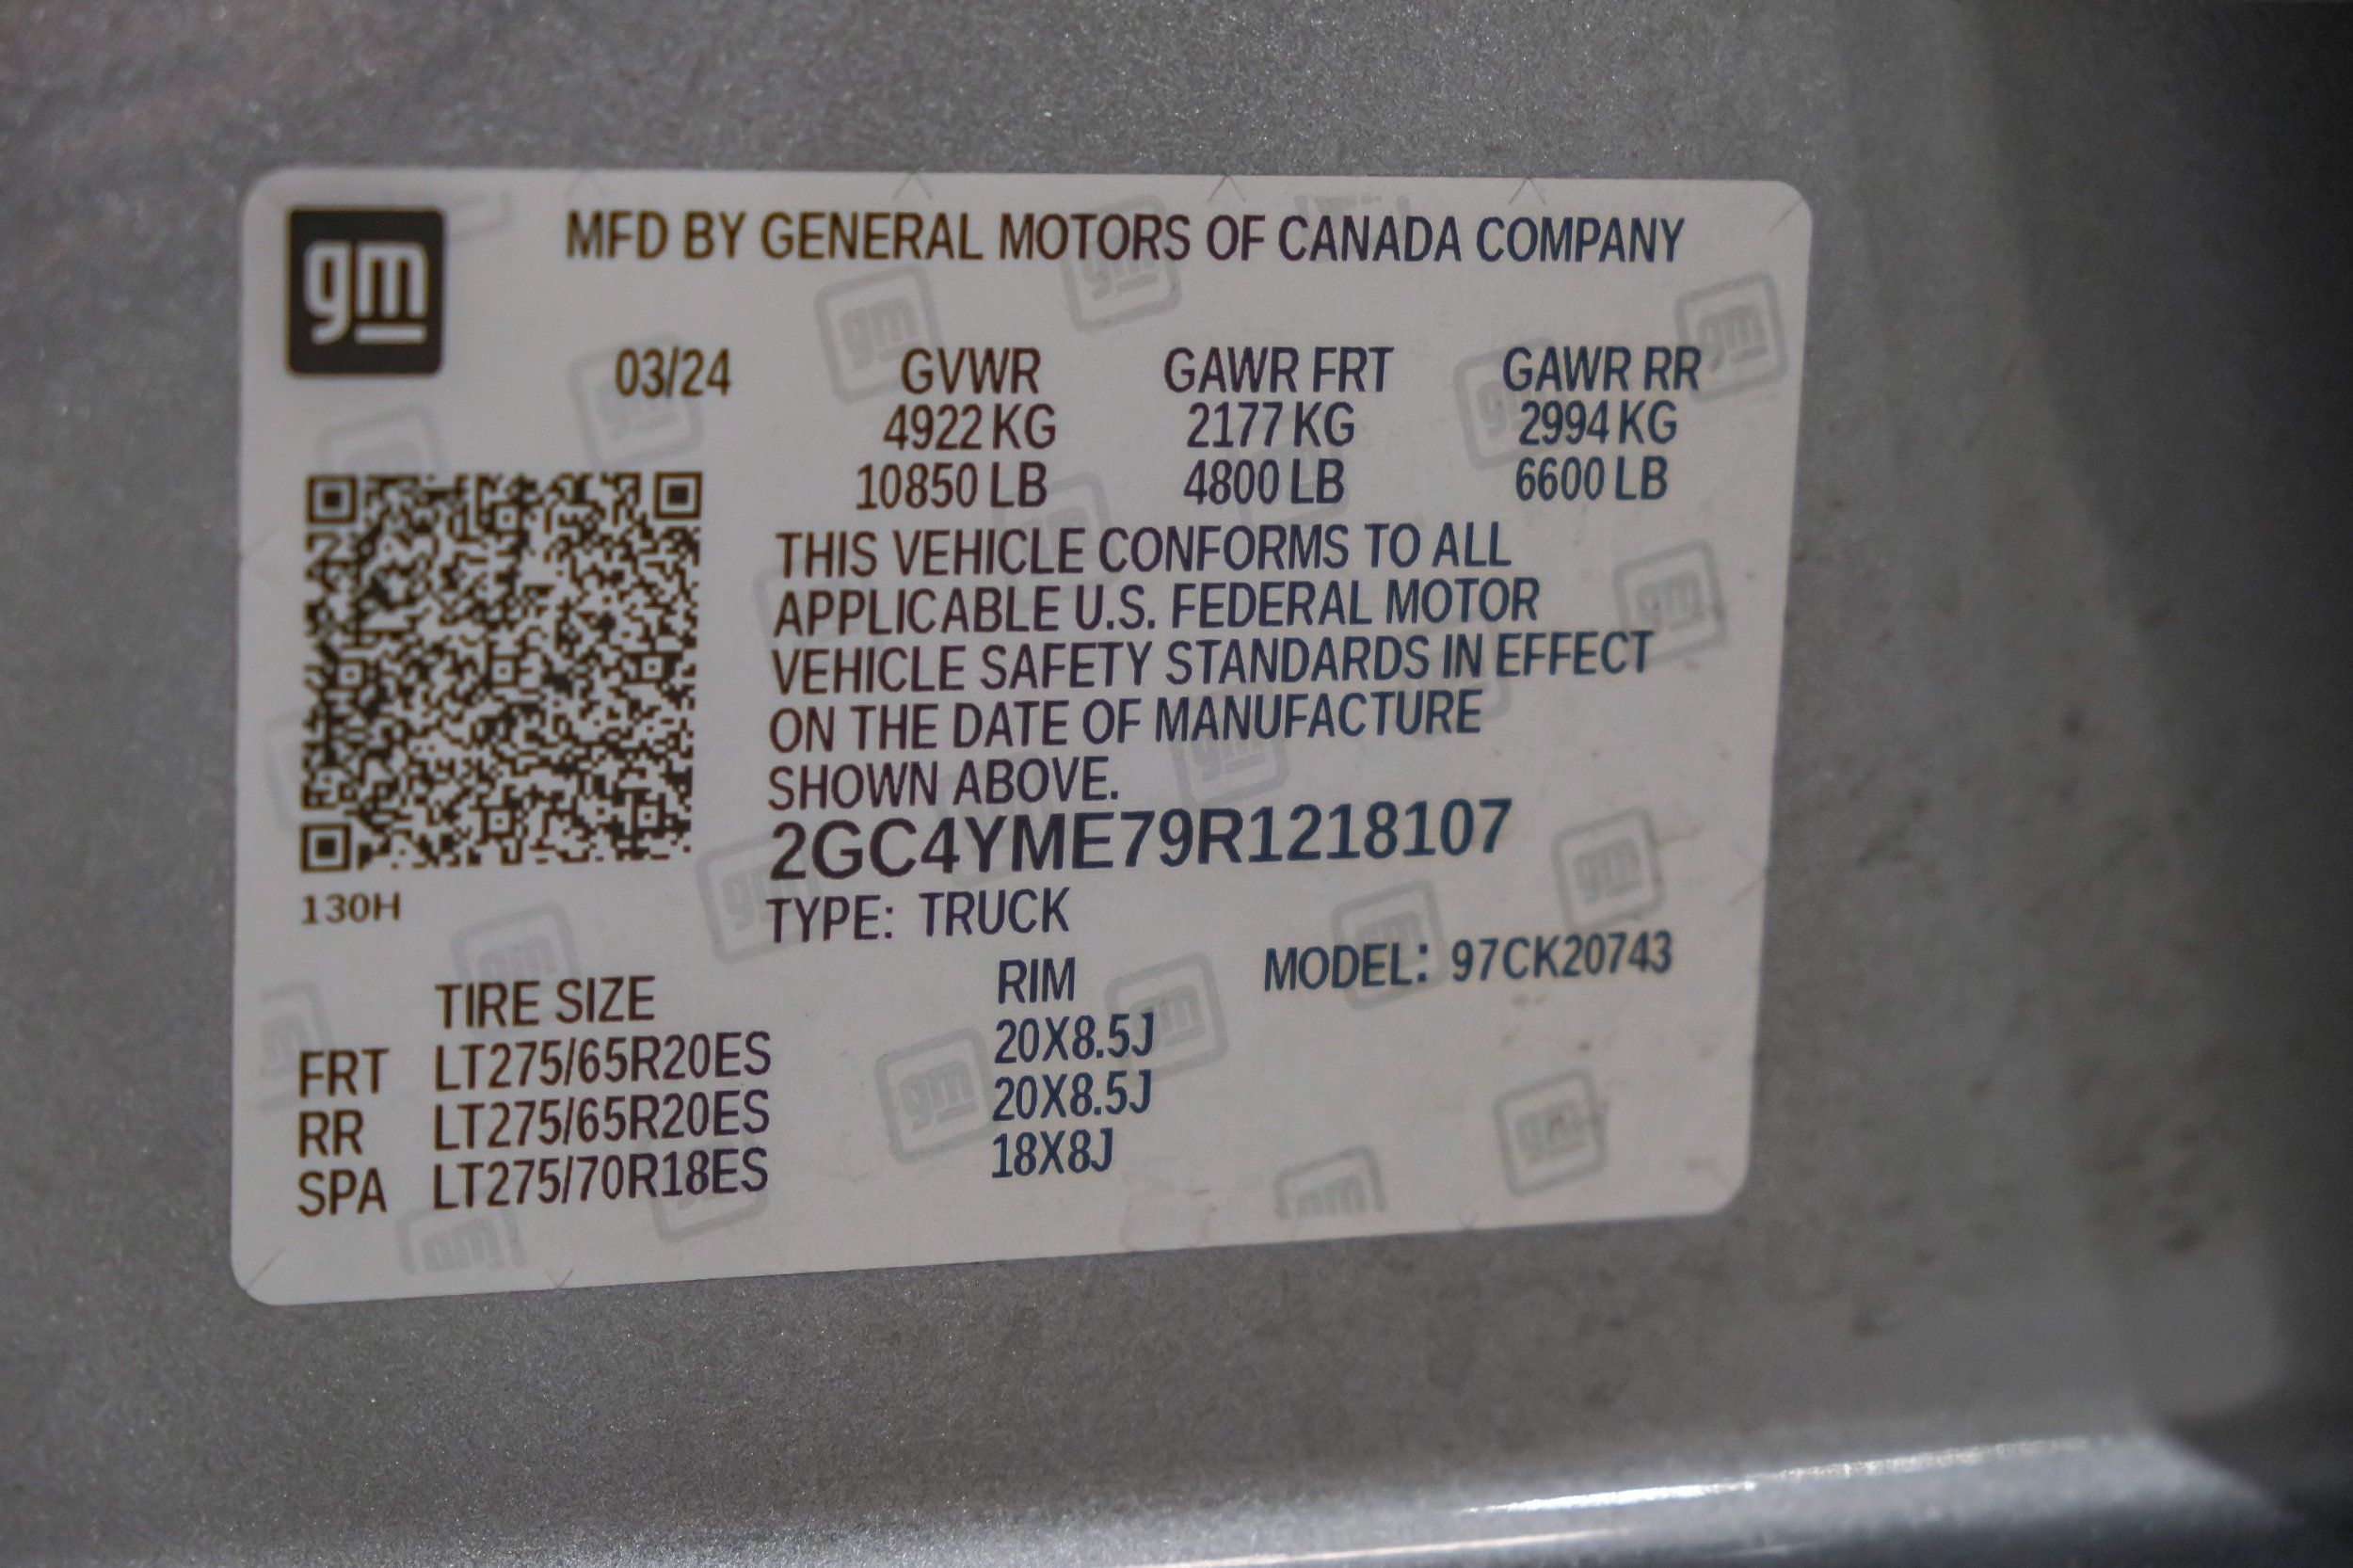 gm
MFD BY GENERAL MOTORS OF CANADA COMPANY
03/24 GVWR GAWR FRT GAWR RR
4922 KG 2177 KG 2994 KG
10850 LB 4800 LB 6600 LB
THIS VEHICLE CONFORMS TO ALL
APPLICABLE U.S. FEDERAL MOTOR
VEHICLE SAFETY STANDARDS IN EFFECT
ON THE DATE OF MANUFACTURE
SHOWN ABOVE.
2GC4YME79R1218107
130H
TYPE: TRUCK
TIRE SIZE RIM MODEL: 97CK20743
FRT LT275/65R20ES 20X8.5J
RR LT275/65R20ES 20X8.5J
SPA LT275/70R18ES 18X8J